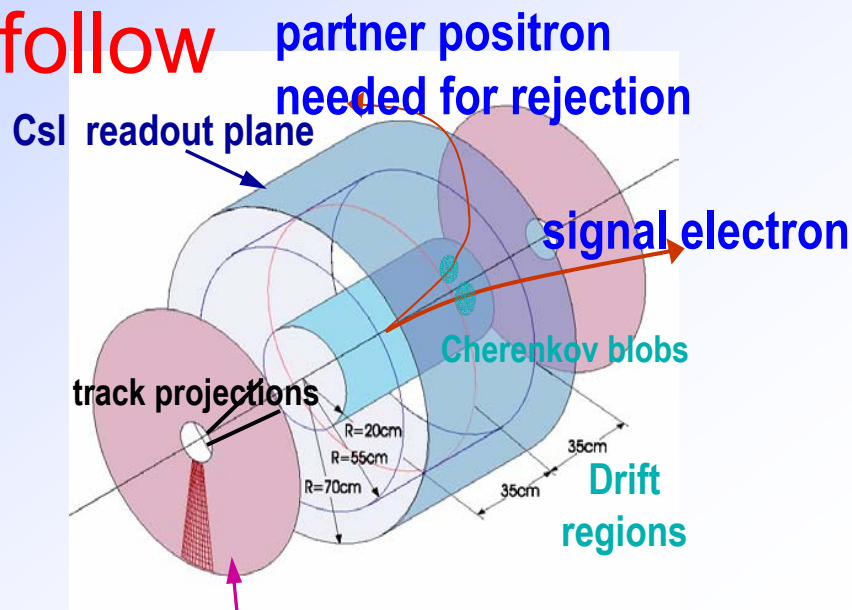 follow
partner positron
needed for rejection
CsI readout plane
signal electron
Cherenkov blobs
track projections
R=20cm
R=55cm
R=70cm
35cm
35cm
Drift
regions